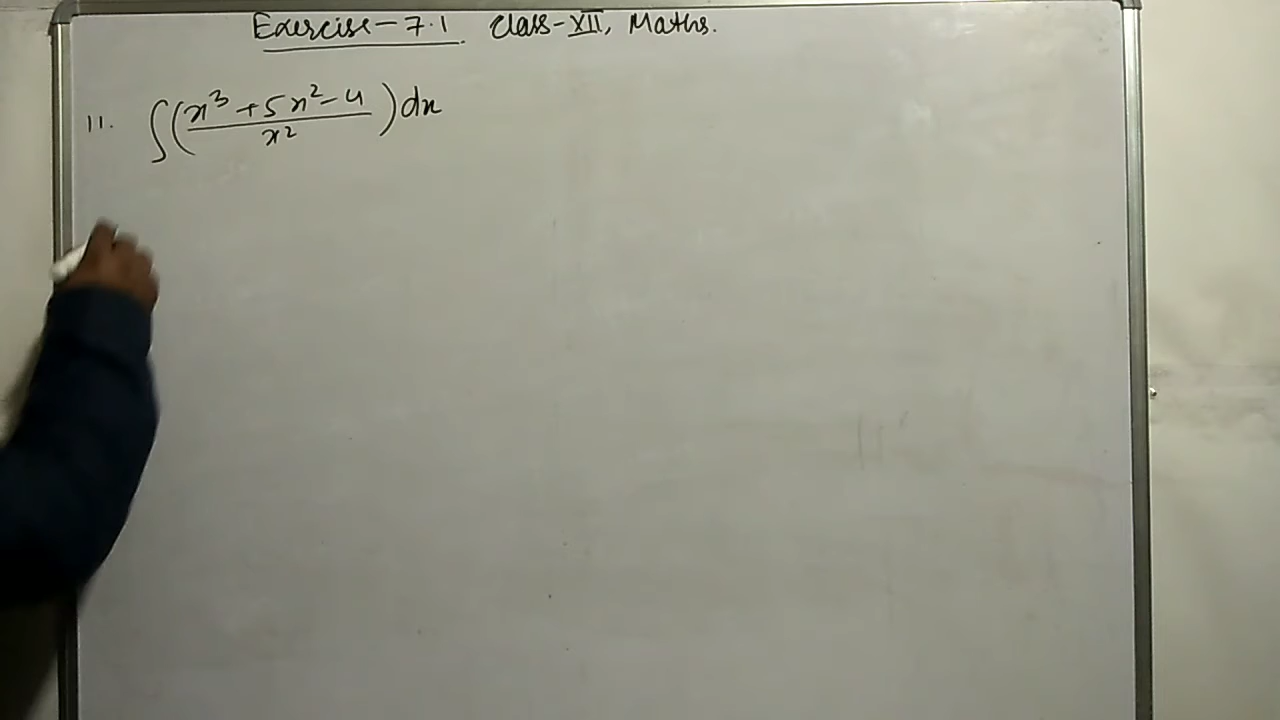 Exercise-7.1 Class-XII, Maths.
11. ∫(x³ + 5x² - 4 / x²) dx